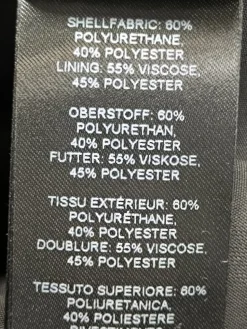 SHELLFABRIC: 60%
POLYURETHANE,
40% POLYESTER
LINING: 55% VISCOSE,
45% POLYESTER
OBERSTOFF: 60%
POLYURETHAN,
40% POLYESTER
FUTTER: 55% VISKOSE,
45% POLYESTER
TISSU EXTÉRIEUR: 60%
POLYURÉTHANE,
40% POLYESTER
DOUBLURE: 55% VISCOSE,
45% POLYESTER
TESSUTO SUPERIORE: 60%
POLIURETANICA,
40% POLIESTERE